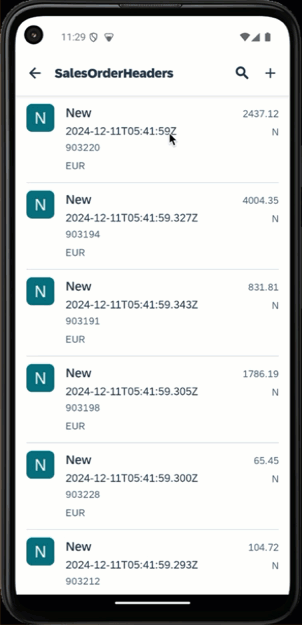 11:29
SalesOrderHeaders
N New 2437.12
2024-12-11T05:41:59Z N
903220
EUR
N New 4004.35
2024-12-11T05:41:59.327Z N
903194
EUR
N New 831.81
2024-12-11T05:41:59.343Z N
903191
EUR
N New 1786.19
2024-12-11T05:41:59.305Z N
903198
EUR
N New 65.45
2024-12-11T05:41:59.300Z N
903228
EUR
N New 104.72
2024-12-11T05:41:59.293Z N
903212